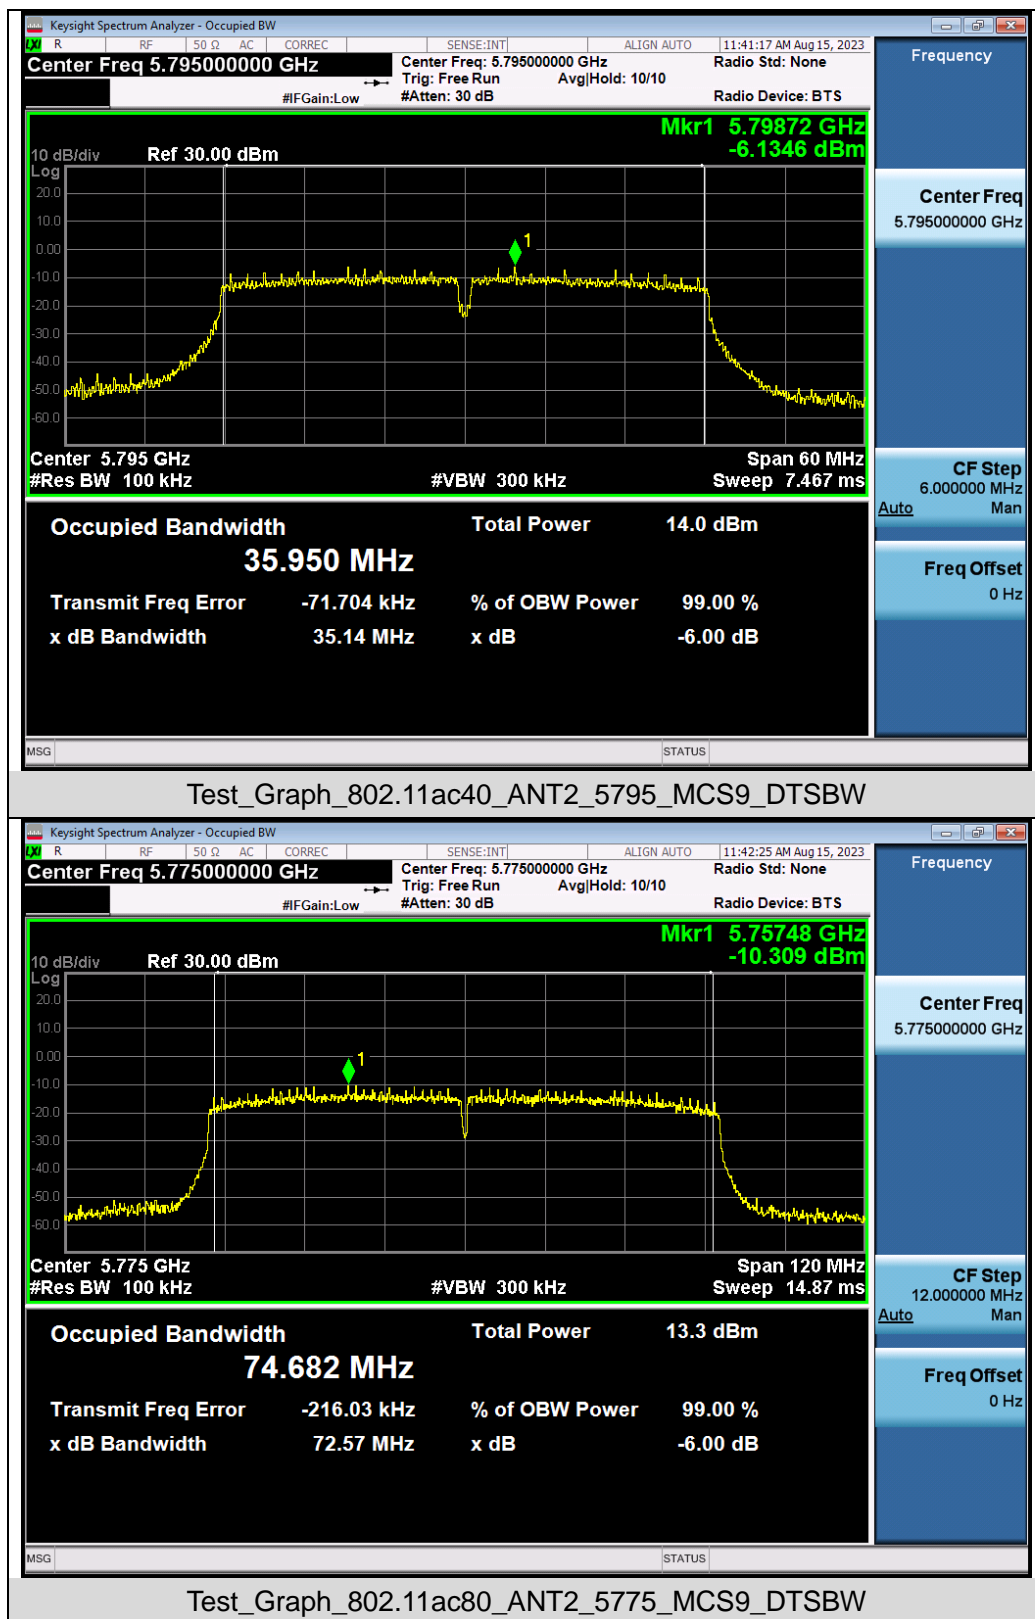 Keysight Spectrum Analyzer - Occupied BW
LXI R RF 50 Ω AC CORREC SENSE:INT ALIGN AUTO 11:41:17 AM Aug 15, 2023
Center Freq 5.795000000 GHz Center Freq: 5.795000000 GHz Radio Std: None
Trig: Free Run Avg|Hold: 10/10
#IFGain:Low #Atten: 30 dB Radio Device: BTS
Frequency
Mkr1 5.79872 GHz
-6.1346 dBm
10 dB/div Ref 30.00 dBm
Log
20.0
10.0
0.00
-10.0
-20.0
-30.0
-40.0
-50.0
-60.0
1
Center 5.795 GHz Span 60 MHz
#Res BW 100 kHz #VBW 300 kHz Sweep 7.467 ms
Center Freq
5.795000000 GHz
CF Step
6.000000 MHz
Auto Man
Freq Offset
0 Hz
Occupied Bandwidth Total Power 14.0 dBm
35.950 MHz
Transmit Freq Error -71.704 kHz % of OBW Power 99.00 %
x dB Bandwidth 35.14 MHz x dB -6.00 dB
MSG STATUS
Test_Graph_802.11ac40_ANT2_5795_MCS9_DTSBW
Keysight Spectrum Analyzer - Occupied BW
LXI R RF 50 Ω AC CORREC SENSE:INT ALIGN AUTO 11:42:25 AM Aug 15, 2023
Center Freq 5.775000000 GHz Center Freq: 5.775000000 GHz Radio Std: None
Trig: Free Run Avg|Hold: 10/10
#IFGain:Low #Atten: 30 dB Radio Device: BTS
Frequency
Mkr1 5.75748 GHz
-10.309 dBm
10 dB/div Ref 30.00 dBm
Log
20.0
10.0
0.00
-10.0
-20.0
-30.0
-40.0
-50.0
-60.0
1
Center 5.775 GHz Span 120 MHz
#Res BW 100 kHz #VBW 300 kHz Sweep 14.87 ms
Center Freq
5.775000000 GHz
CF Step
12.000000 MHz
Auto Man
Freq Offset
0 Hz
Occupied Bandwidth Total Power 13.3 dBm
74.682 MHz
Transmit Freq Error -216.03 kHz % of OBW Power 99.00 %
x dB Bandwidth 72.57 MHz x dB -6.00 dB
MSG STATUS
Test_Graph_802.11ac80_ANT2_5775_MCS9_DTSBW